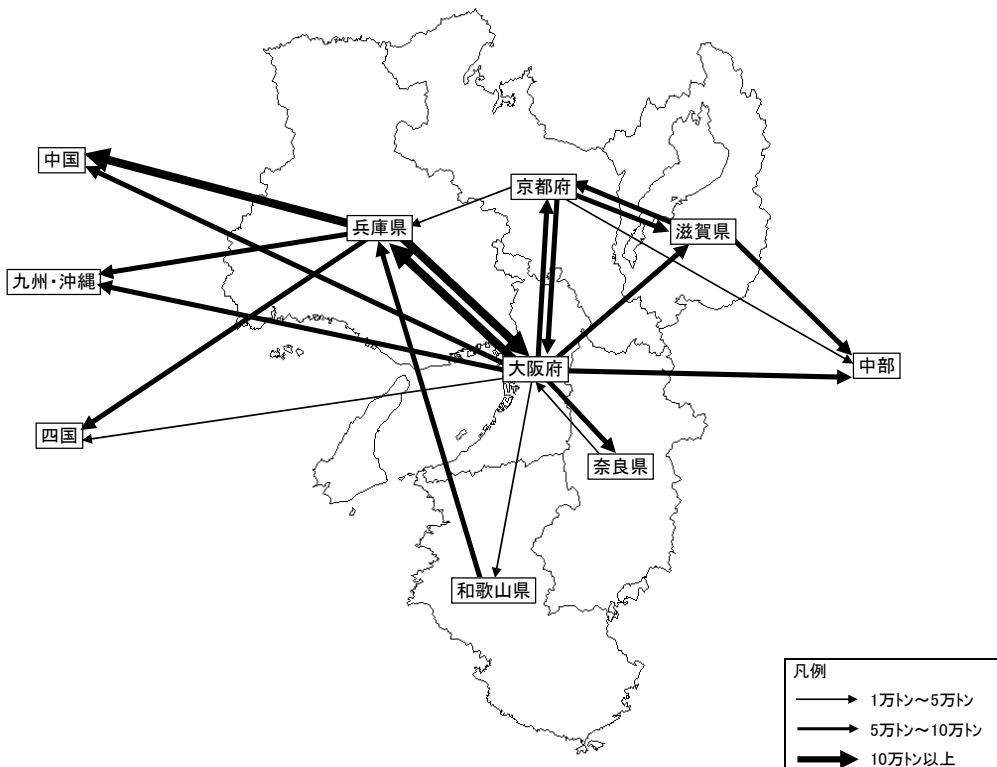 中国
京都府
兵庫県
滋賀県
九州・沖縄
中部
大阪府
四国
奈良県
和歌山県
凡例
1万トン～5万トン
5万トン～10万トン
10万トン以上